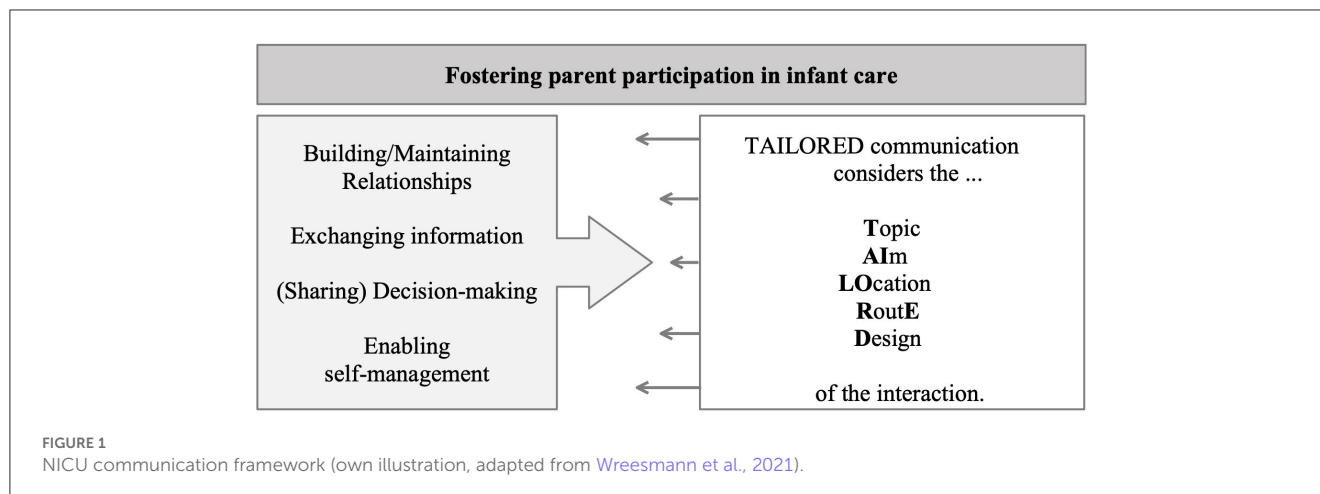 Fostering parent participation in infant care
Building/Maintaining
Relationships
Exchanging information
(Sharing) Decision-making
Enabling
self-management
TAILORED communication
considers the ...
Topic
AIm
LOcation
RoutE
Design
of the interaction.
FIGURE 1
NICU communication framework (own illustration, adapted from Wreesmann et al., 2021).